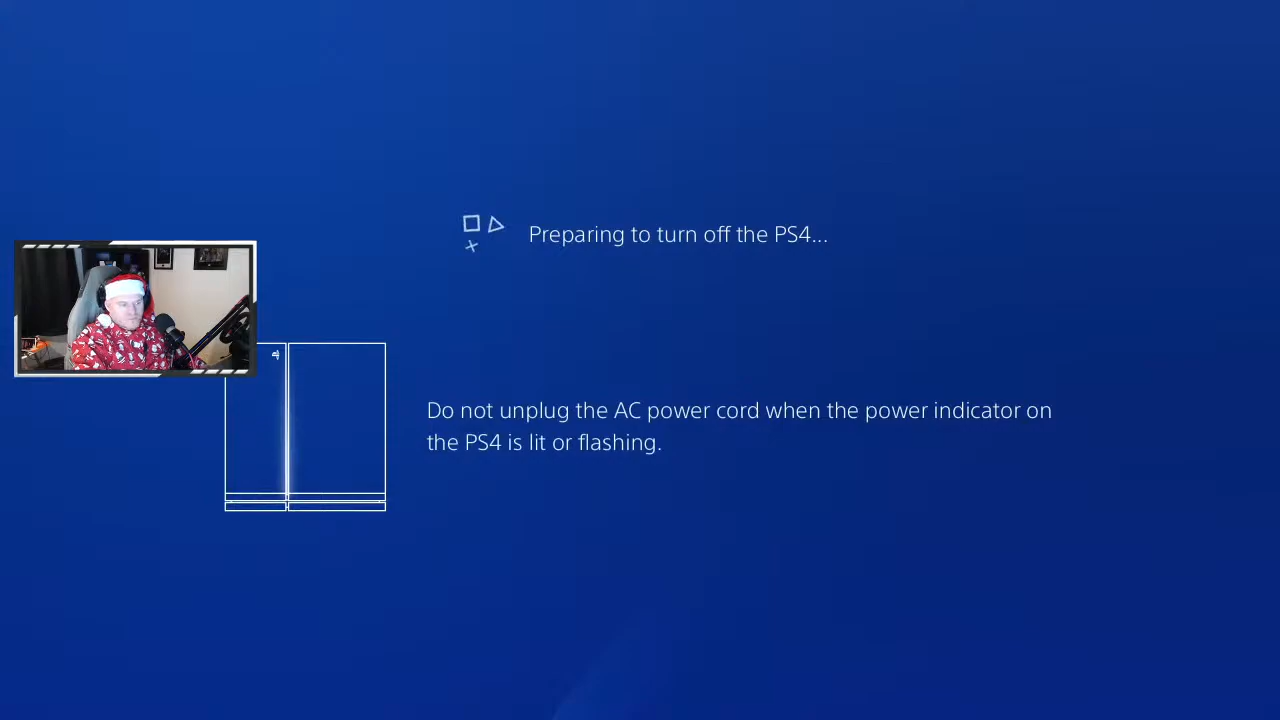 Preparing to turn off the PS4...
Do not unplug the AC power cord when the power indicator on
the PS4 is lit or flashing.